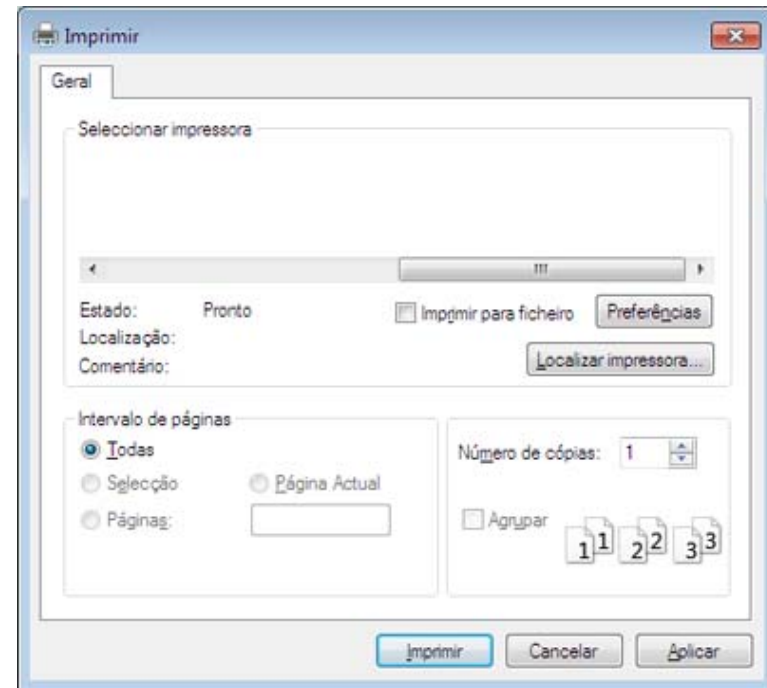 Imprimir
Geral
Seleccionar impressora
Estado: Pronto
Imprimir para ficheiro
Preferências
Localização:
Comentário:
Localizar impressora...
Intervalo de páginas
Todas
Selecção
Página Actual
Páginas:
Número de cópias: 1
Agrupar
1 1 2 2 3 3
Imprimir
Cancelar
Aplicar